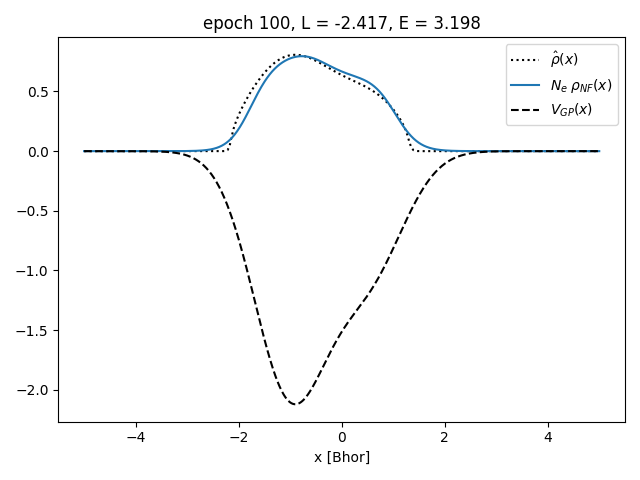 epoch 100, L = -2.417, E = 3.198
ρ̂(x)
N_e ρ_NF(x)
V_GP(x)
0.5
0.0
−0.5
−1.0
−1.5
−2.0
−4 −2 0 2 4
x [Bhor]